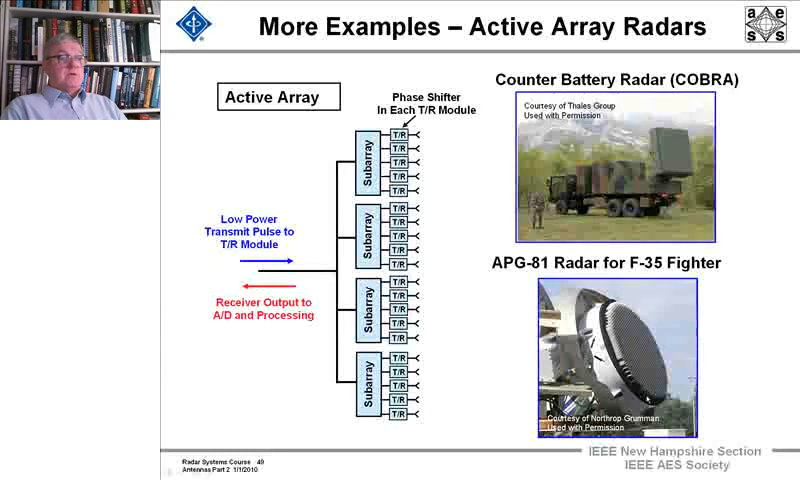 More Examples – Active Array Radars
a e
s s
Active Array
Phase Shifter
In Each T/R Module
Subarray
T/R
T/R
T/R
T/R
T/R
Subarray
T/R
T/R
T/R
T/R
T/R
Subarray
T/R
T/R
T/R
T/R
T/R
Subarray
T/R
T/R
T/R
T/R
T/R
Low Power
Transmit Pulse to
T/R Module
Receiver Output to
A/D and Processing
Counter Battery Radar (COBRA)
Courtesy of Thales Group
Used with Permission
APG-81 Radar for F-35 Fighter
Courtesy of Northrop Grumman
Used with Permission
Radar Systems Course 49
Antennas Part 2 1/1/2010
IEEE New Hampshire Section
IEEE AES Society